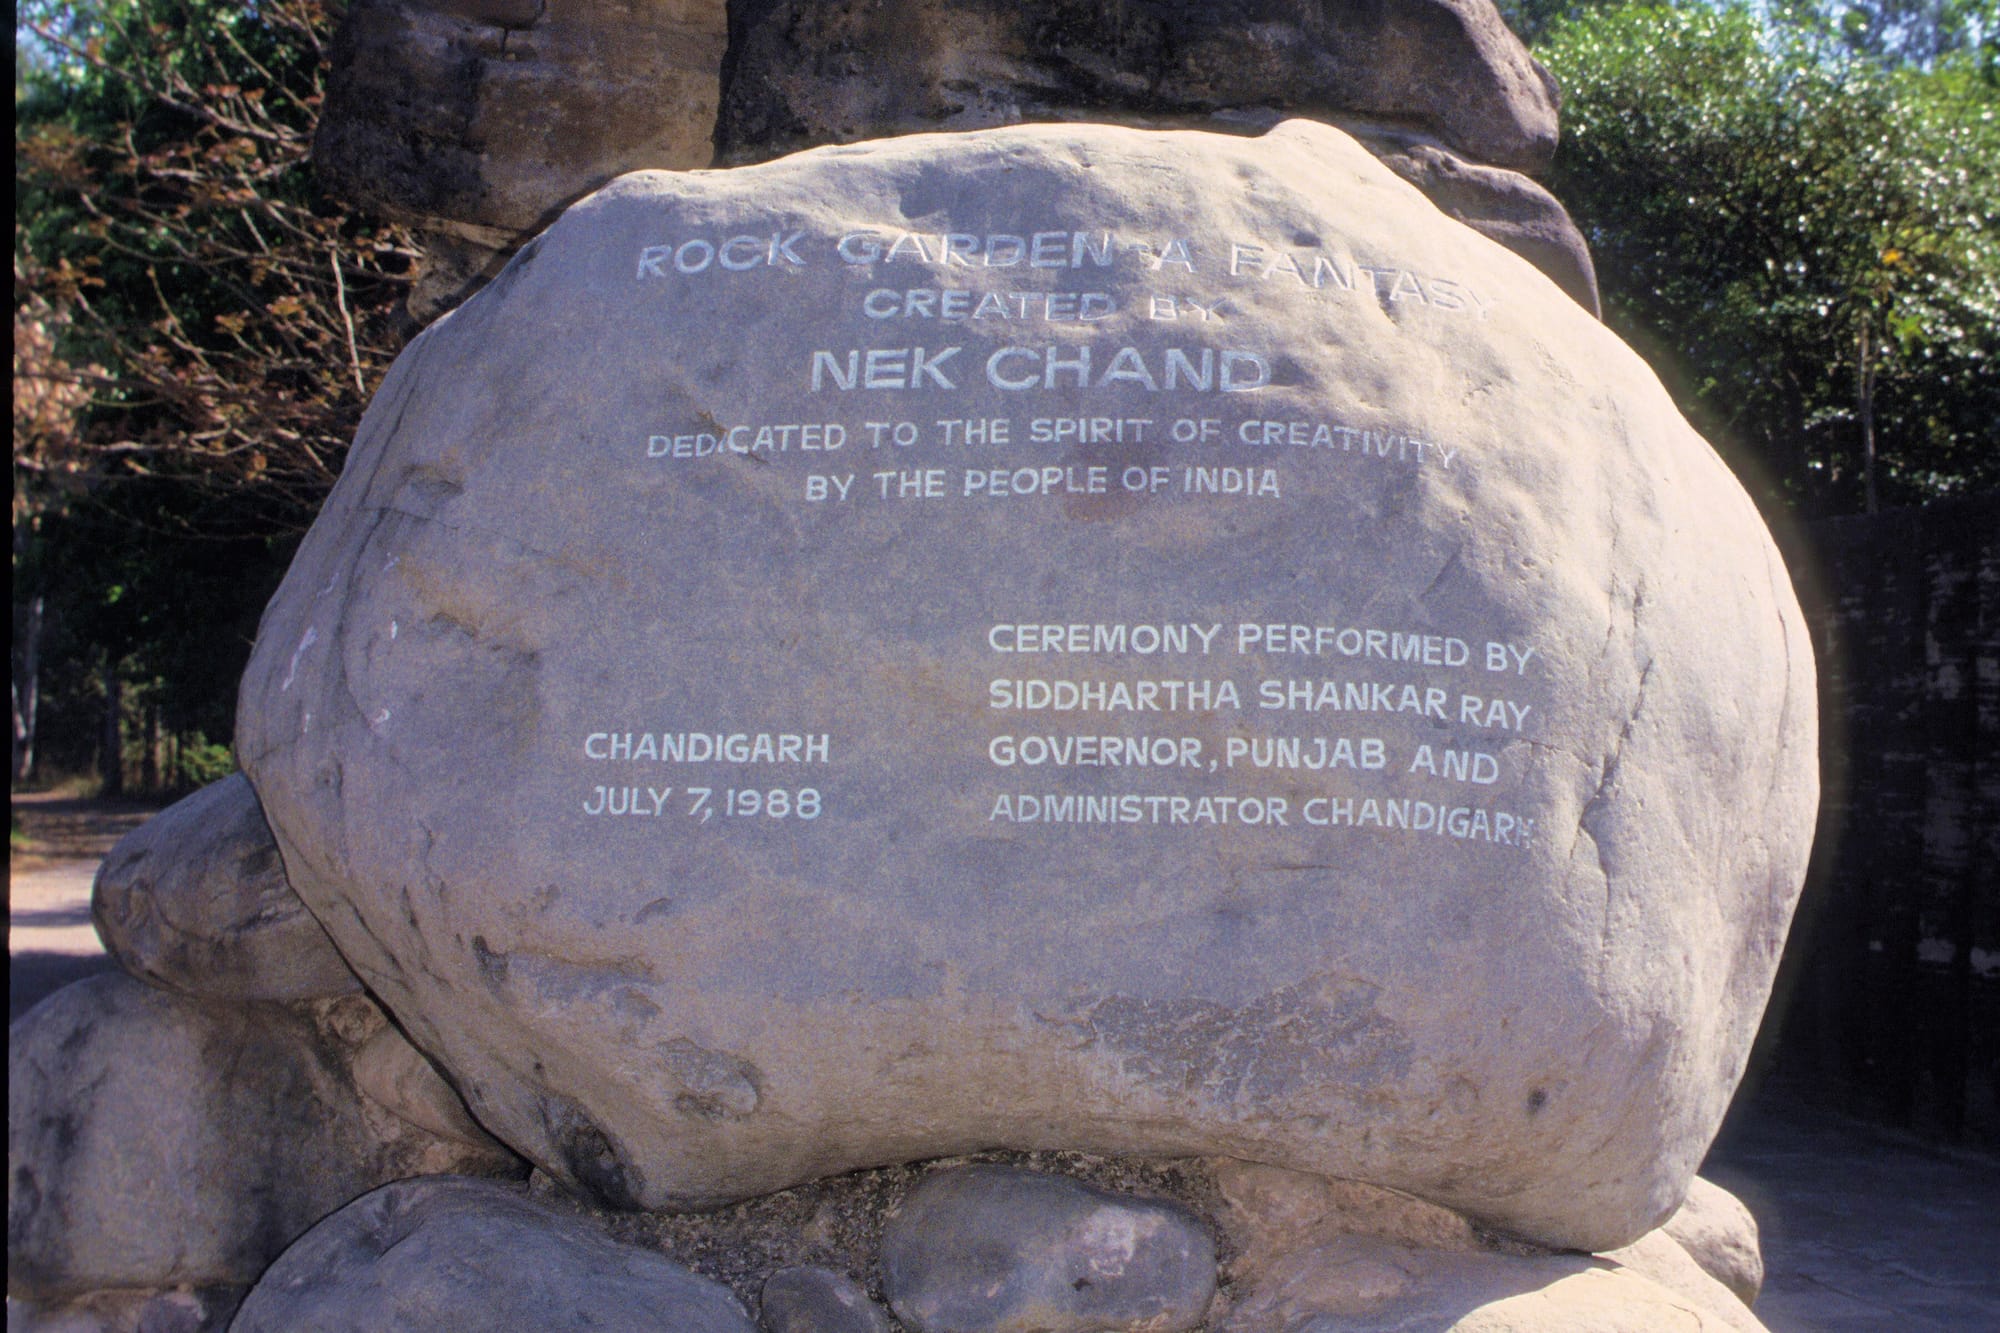 ROCK GARDEN-A FANTASY
CREATED BY
NEK CHAND
DEDICATED TO THE SPIRIT OF CREATIVITY
BY THE PEOPLE OF INDIA
CHANDIGARH
JULY 7, 1988
CEREMONY PERFORMED BY
SIDDHARTHA SHANKAR RAY
GOVERNOR, PUNJAB AND
ADMINISTRATOR CHANDIGARH